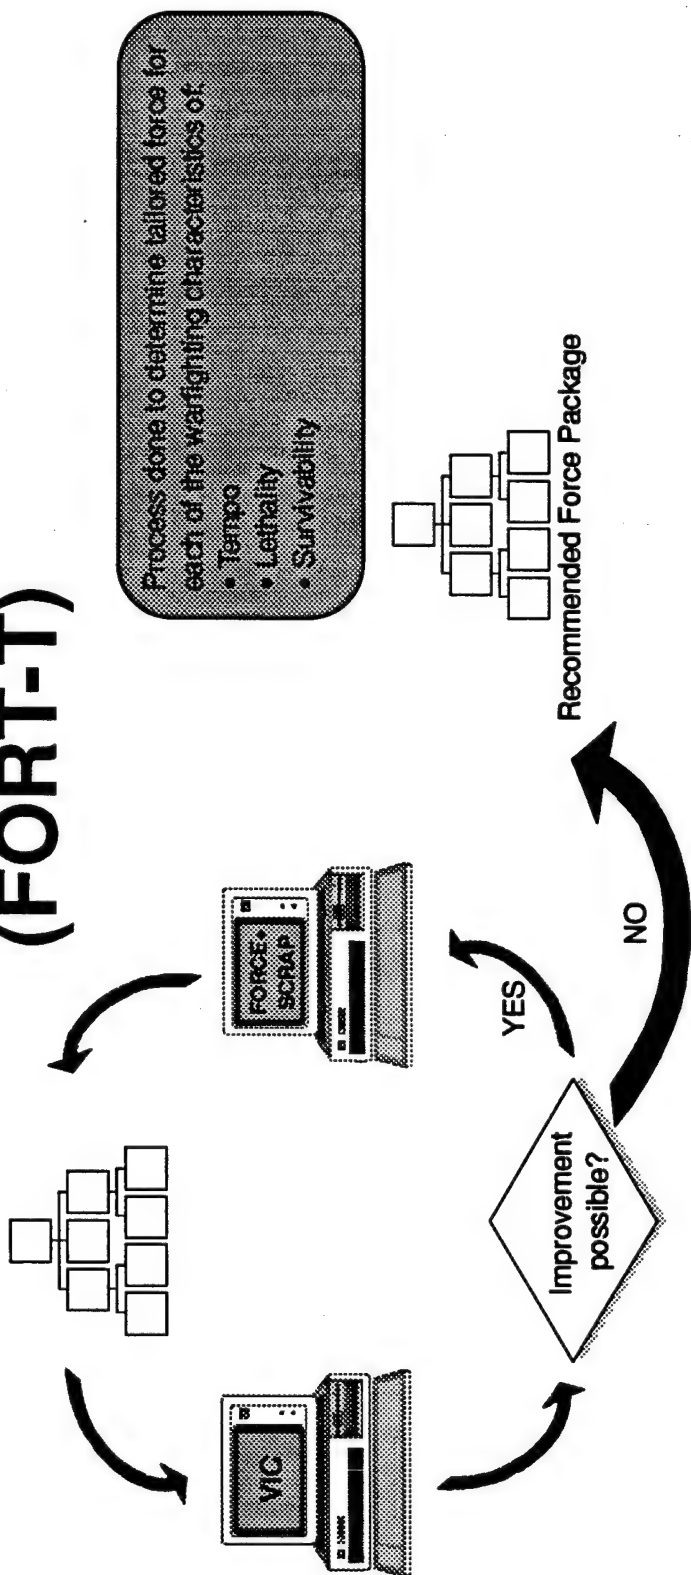 (FORT-T)
Process done to determine tailored force for
each of the warfighting characteristics of:
• Tempo
• Lethality
• Survivability
VIC
FORCE+
SCRAP
Improvement
possible?
YES
NO
Recommended Force Package